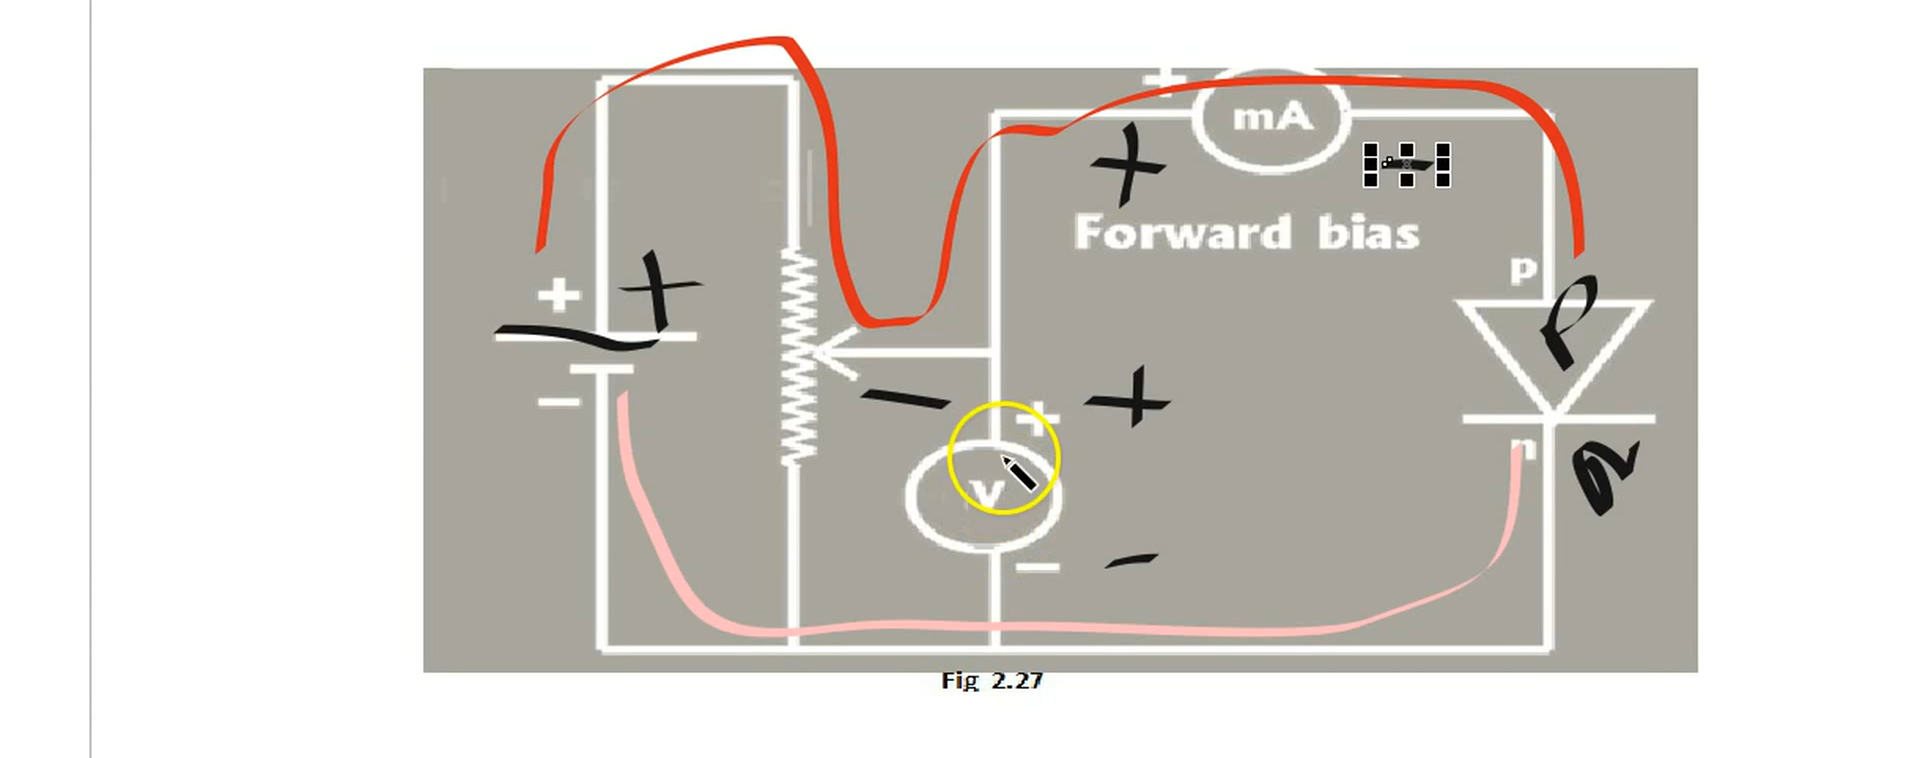 +
mA
+ -
Forward bias
+ +
p
P
-
-
+ +
n
n
V
- -
Fig 2.27